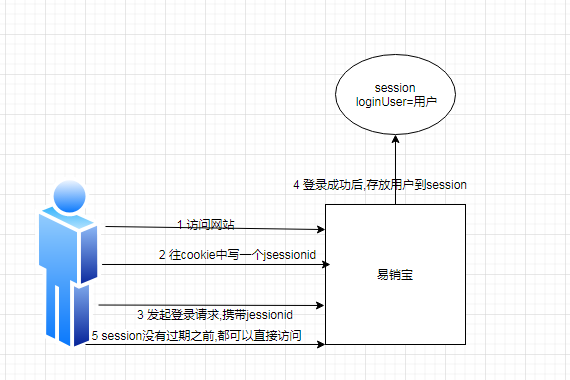 session
loginUser=用户
4 登录成功后,存放用户到session
1 访问网站
2 往cookie中写一个jsessionid
易销宝
3 发起登录请求,携带jessionid
5 session没有过期之前,都可以直接访问